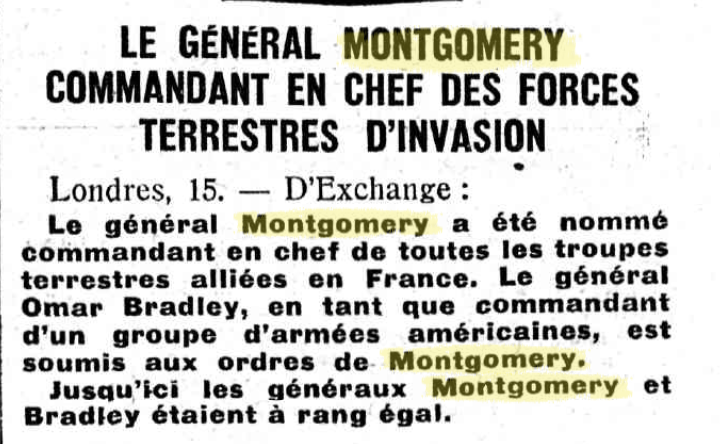 LE GÉNÉRAL MONTGOMERY
COMMANDANT EN CHEF DES FORCES
TERRESTRES D'INVASION
Londres, 15. — D'Exchange :
Le général Montgomery a été nommé
commandant en chef de toutes les troupes
terrestres alliées en France. Le général
Omar Bradley, en tant que commandant
d'un groupe d'armées américaines, est
soumis aux ordres de Montgomery.
Jusqu'ici les généraux Montgomery et
Bradley étaient à rang égal.